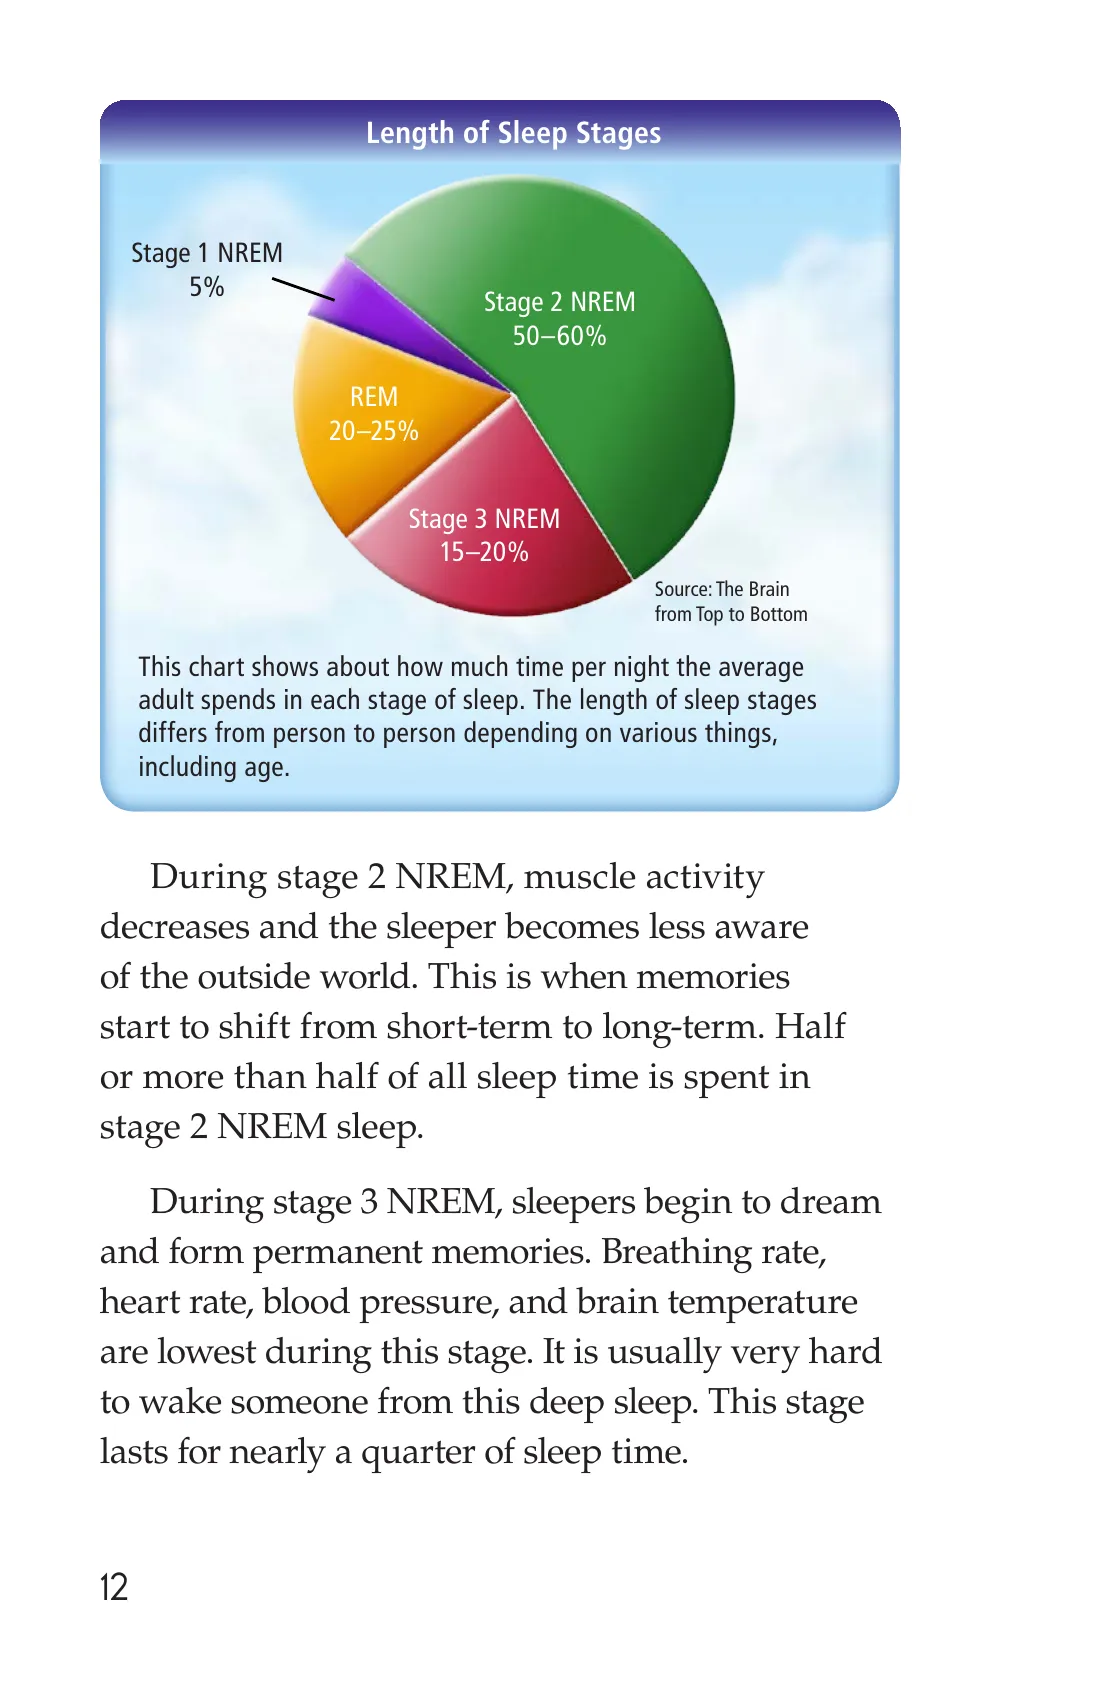 Length of Sleep Stages
Stage 1 NREM
5%
Stage 2 NREM
50–60%
REM
20–25%
Stage 3 NREM
15–20%
Source: The Brain
from Top to Bottom
This chart shows about how much time per night the average
adult spends in each stage of sleep. The length of sleep stages
differs from person to person depending on various things,
including age.
During stage 2 NREM, muscle activity
decreases and the sleeper becomes less aware
of the outside world. This is when memories
start to shift from short-term to long-term. Half
or more than half of all sleep time is spent in
stage 2 NREM sleep.
During stage 3 NREM, sleepers begin to dream
and form permanent memories. Breathing rate,
heart rate, blood pressure, and brain temperature
are lowest during this stage. It is usually very hard
to wake someone from this deep sleep. This stage
lasts for nearly a quarter of sleep time.
12